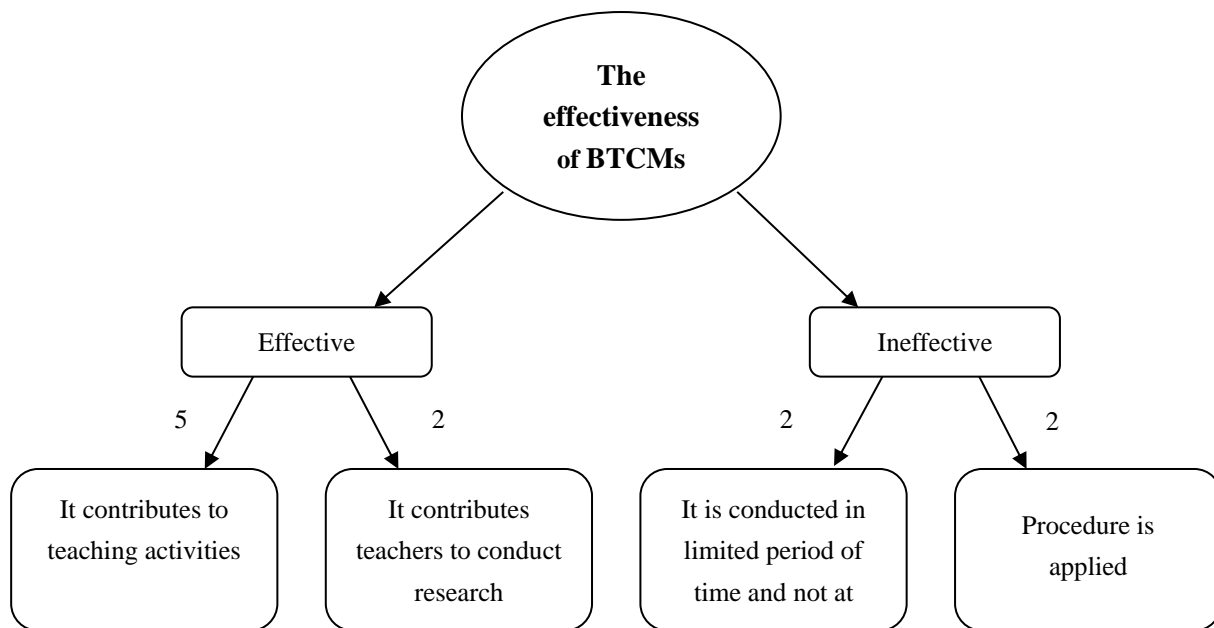 The
effectiveness
of BTCMs
Effective
Ineffective
5
2
2
2
It contributes to
teaching activities
It contributes
teachers to conduct
research
It is conducted in
limited period of
time and not at
Procedure is
applied